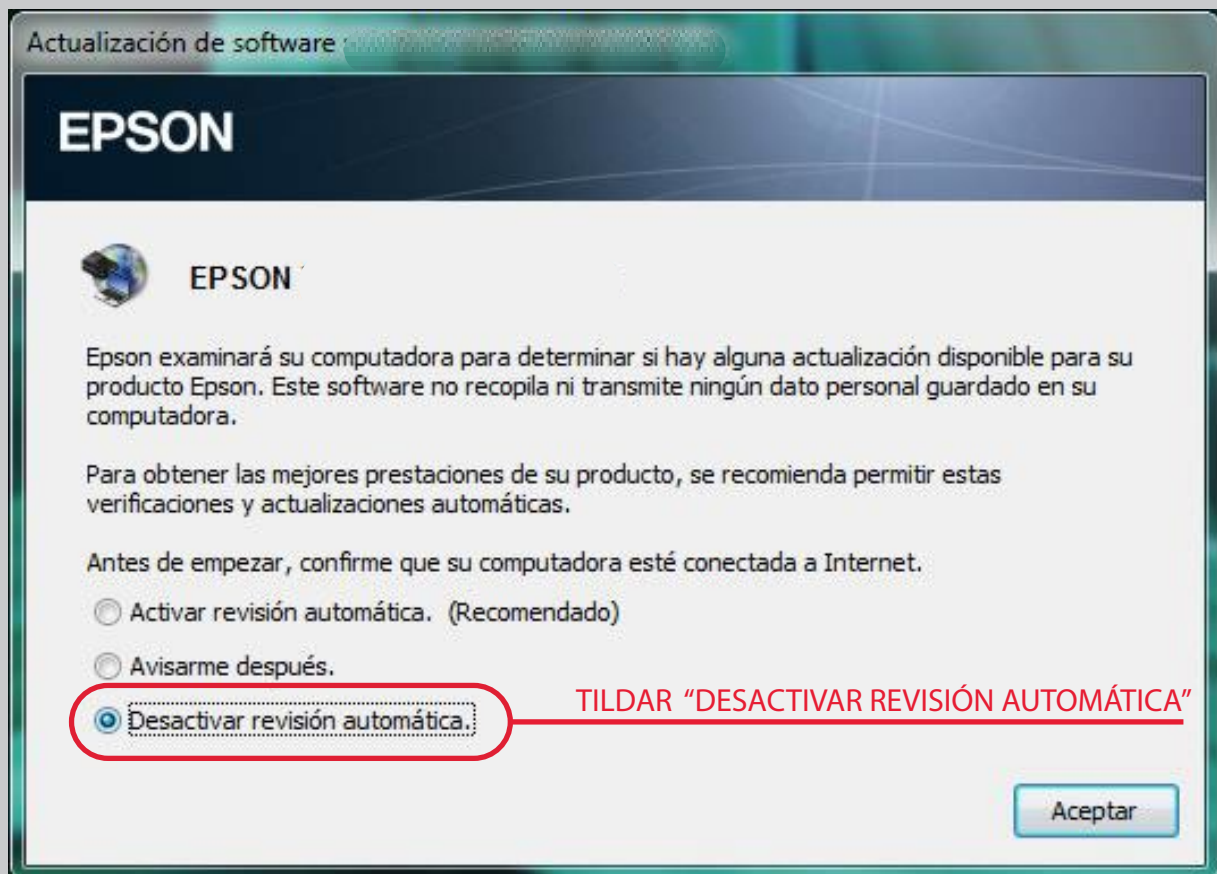 Actualización de software
EPSON
EPSON
Epson examinará su computadora para determinar si hay alguna actualización disponible para su
producto Epson. Este software no recopila ni transmite ningún dato personal guardado en su
computadora.
Para obtener las mejores prestaciones de su producto, se recomienda permitir estas
verificaciones y actualizaciones automáticas.
Antes de empezar, confirme que su computadora esté conectada a Internet.
Activar revisión automática. (Recomendado)
Avisarme después.
Desactivar revisión automática.
TILDAR “DESACTIVAR REVISIÓN AUTOMÁTICA”
Aceptar